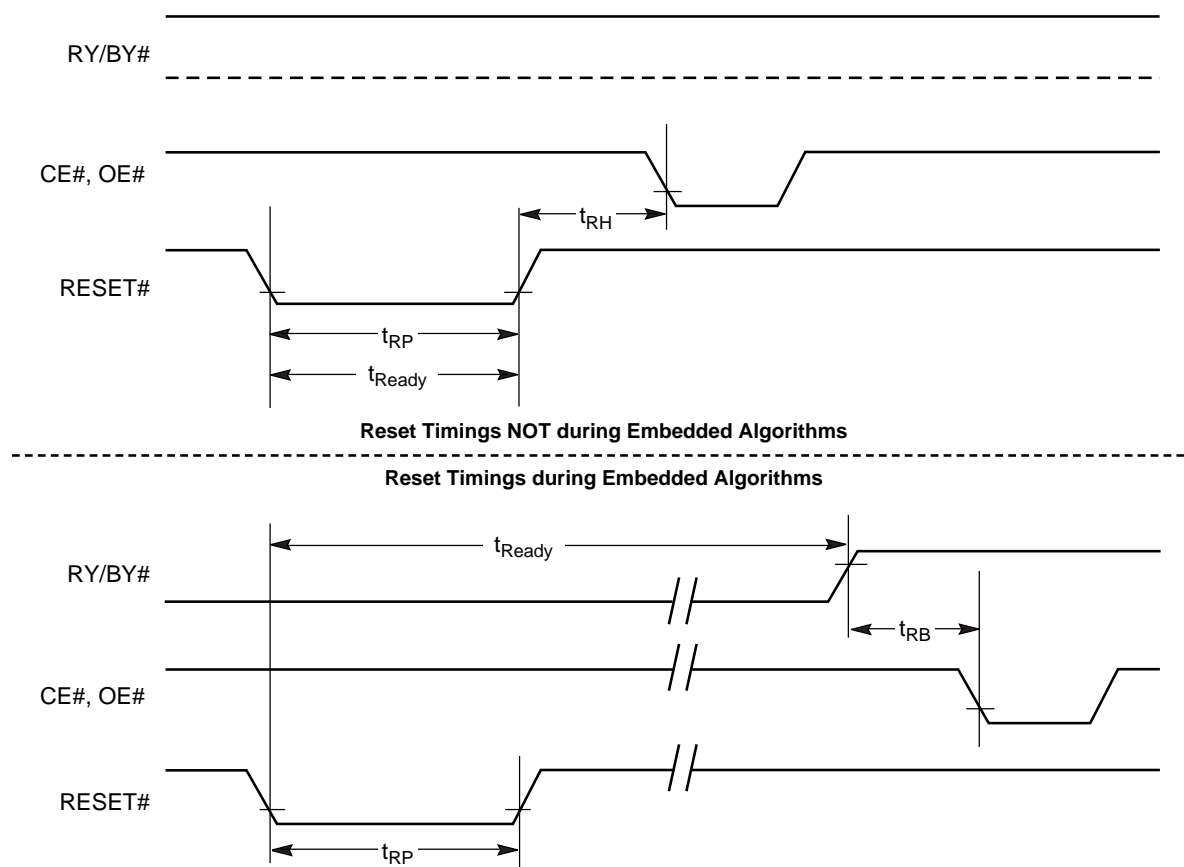 RY/BY#
CE#, OE#
tRH
RESET#
tRP
tReady
Reset Timings NOT during Embedded Algorithms
Reset Timings during Embedded Algorithms
tReady
RY/BY#
tRB
CE#, OE#
RESET#
tRP